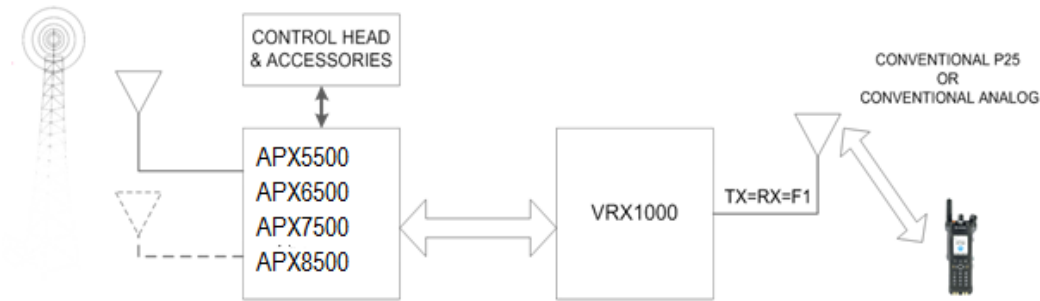 CONTROL HEAD
& ACCESSORIES
APX5500
APX6500
APX7500
APX8500
VRX1000
TX=RX=F1
CONVENTIONAL P25
OR
CONVENTIONAL ANALOG